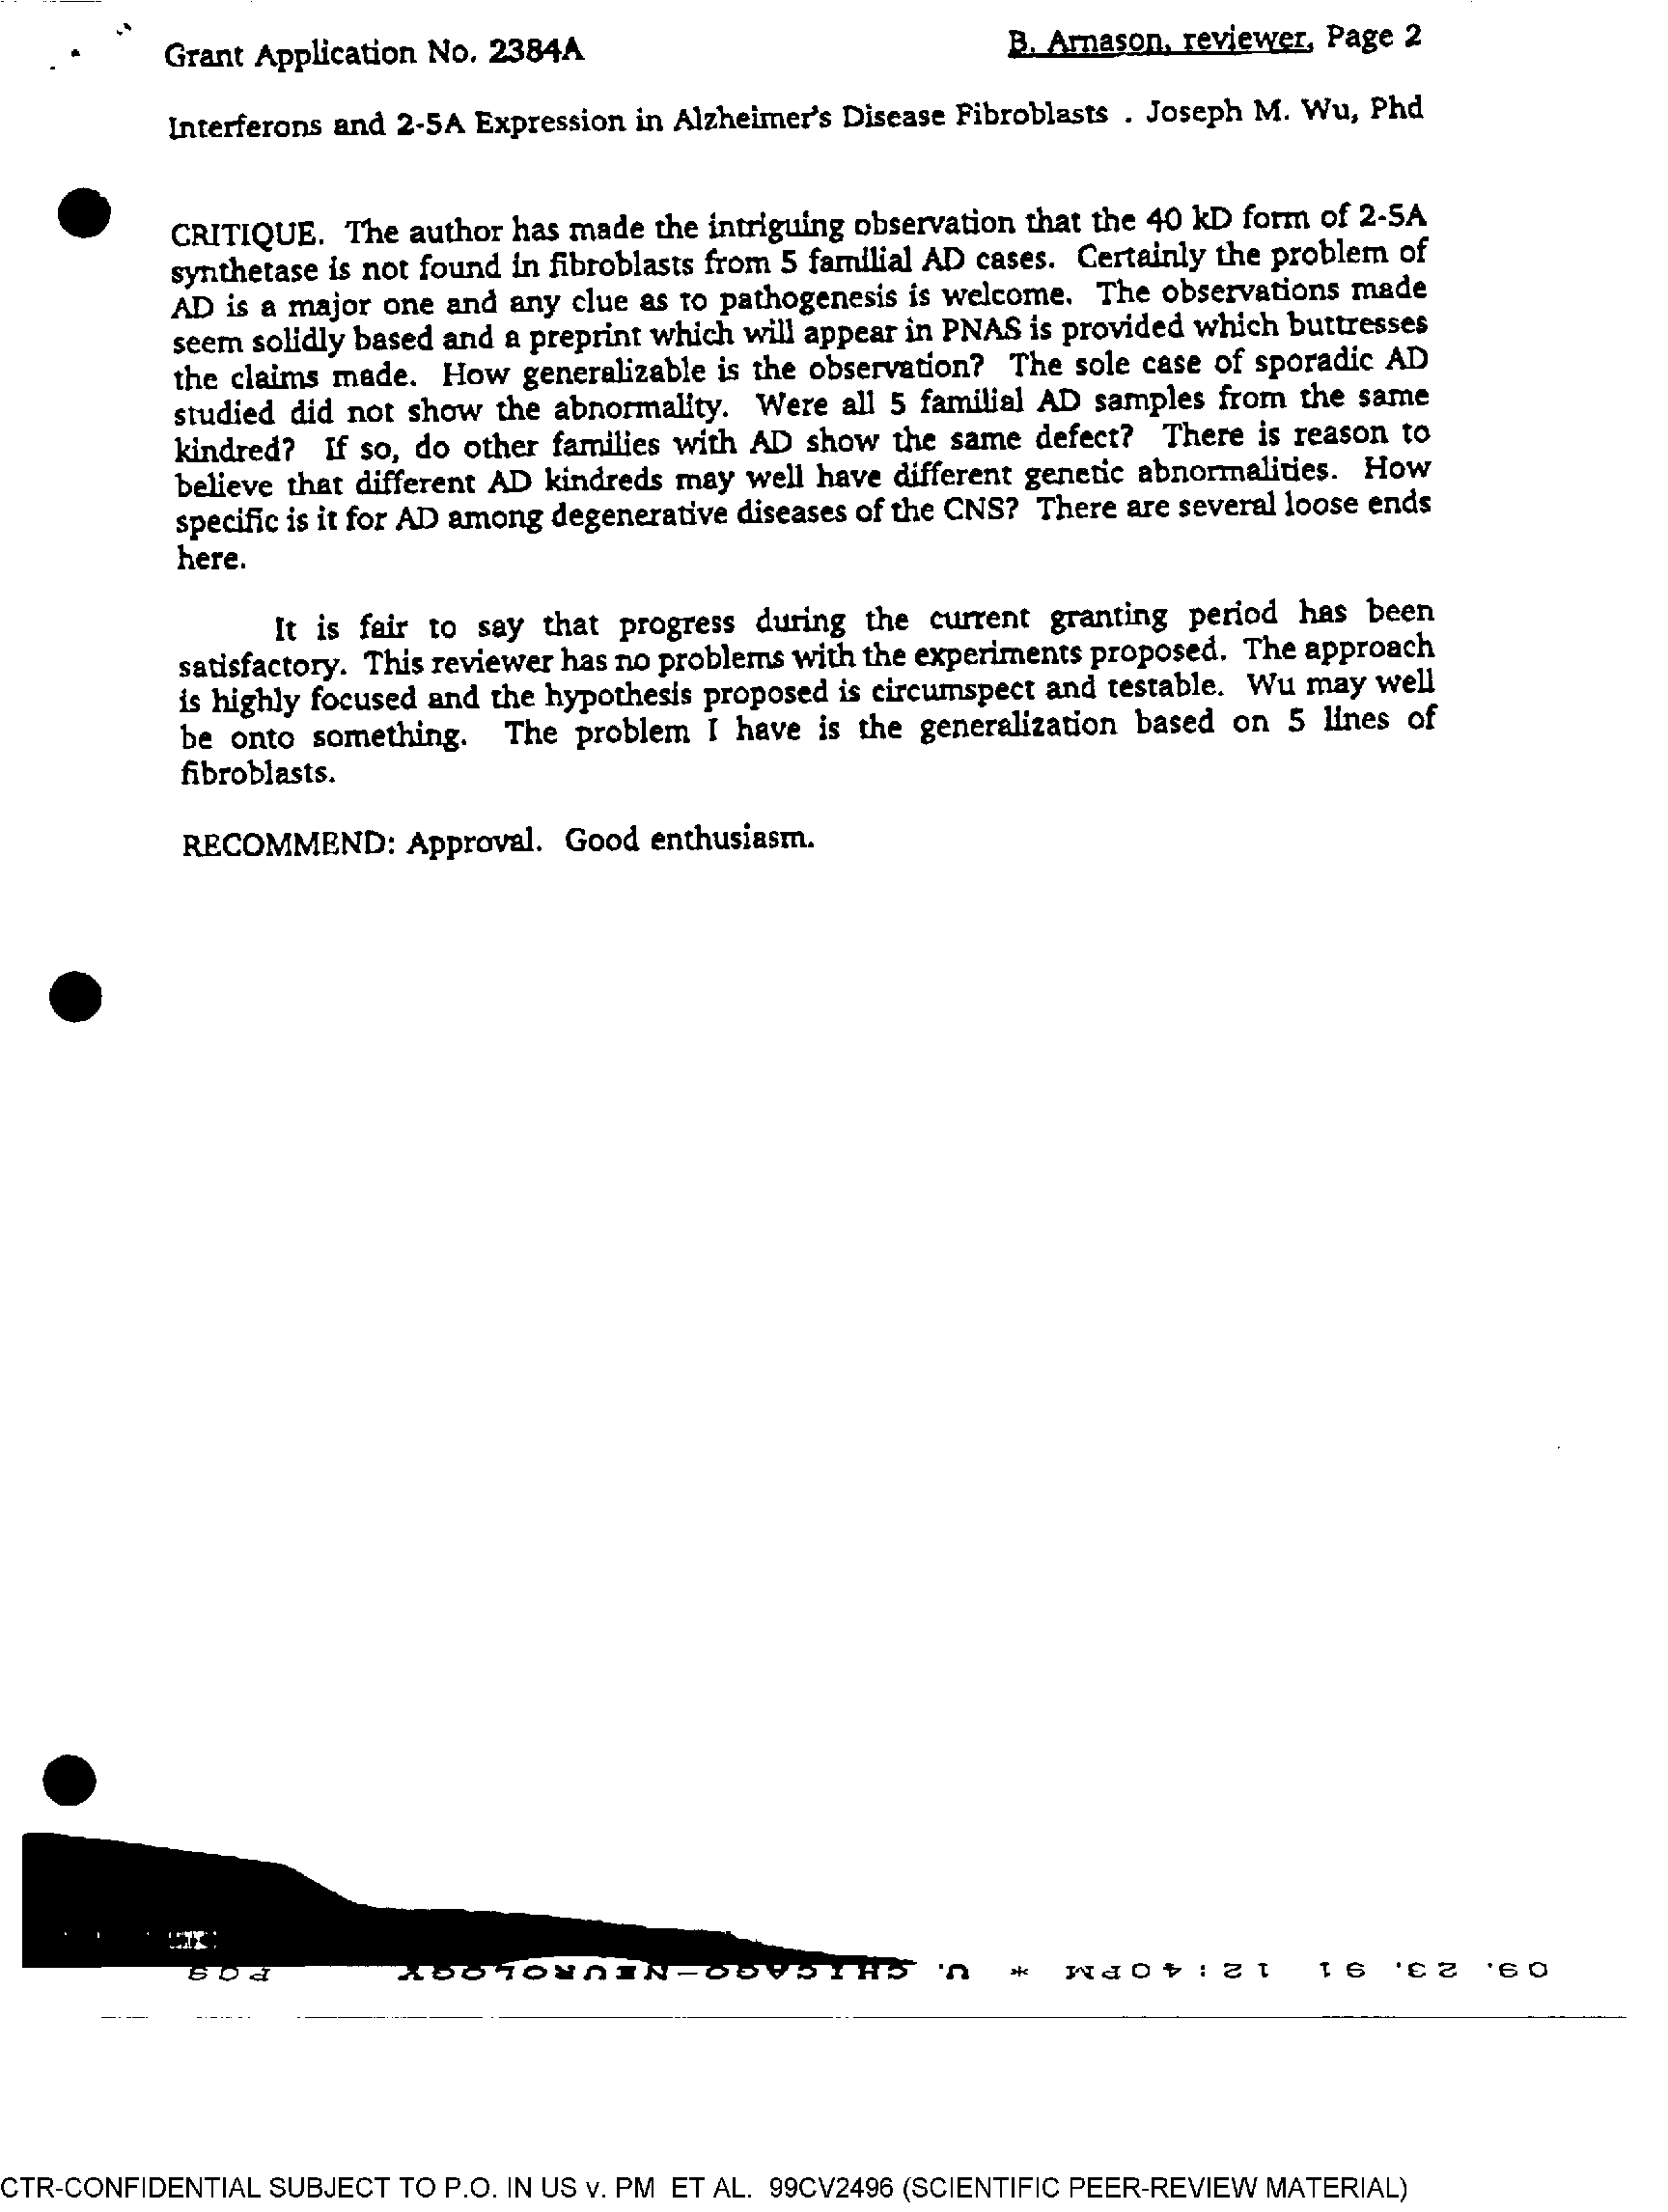 Grant Application No. 2384A B. Arnason, reviewer, Page 2
Interferons and 2-5A Expression in Alzheimer's Disease Fibroblasts . Joseph M. Wu, Phd
CRITIQUE. The author has made the intriguing observation that the 40 kD form of 2-5A
synthetase is not found in fibroblasts from 5 familial AD cases. Certainly the problem of
AD is a major one and any clue as to pathogenesis is welcome. The observations made
seem solidly based and a preprint which will appear in PNAS is provided which buttresses
the claims made. How generalizable is the observation? The sole case of sporadic AD
studied did not show the abnormality. Were all 5 familial AD samples from the same
kindred? If so, do other families with AD show the same defect? There is reason to
believe that different AD kindreds may well have different genetic abnormalities. How
specific is it for AD among degenerative diseases of the CNS? There are several loose ends
here.
It is fair to say that progress during the current granting period has been
satisfactory. This reviewer has no problems with the experiments proposed. The approach
is highly focused and the hypothesis proposed is circumspect and testable. Wu may well
be onto something. The problem I have is the generalization based on 5 lines of
fibroblasts.
RECOMMEND: Approval. Good enthusiasm.
09. 23. 91 12:40PM * U. CHICAGO-NEUROLOGY P03
CTR-CONFIDENTIAL SUBJECT TO P.O. IN US v. PM ET AL. 99CV2496 (SCIENTIFIC PEER-REVIEW MATERIAL)